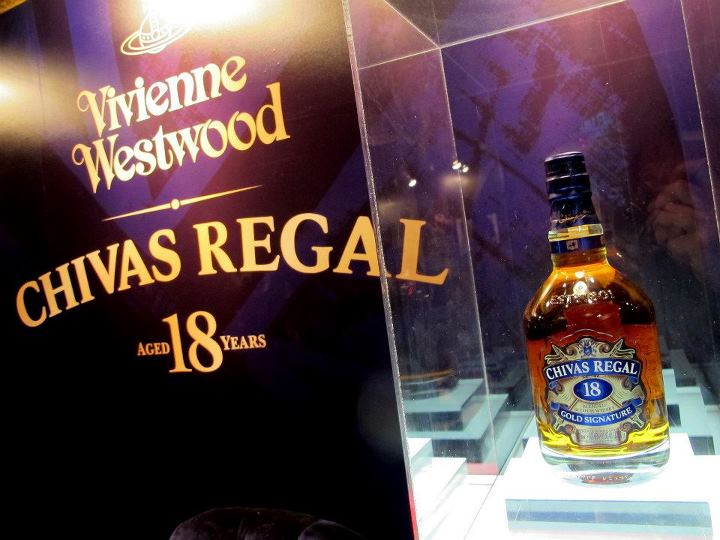 Vivienne
Westwood
CHIVAS REGAL
AGED 18 YEARS
CHIVAS REGAL
18
GOLD SIGNATURE